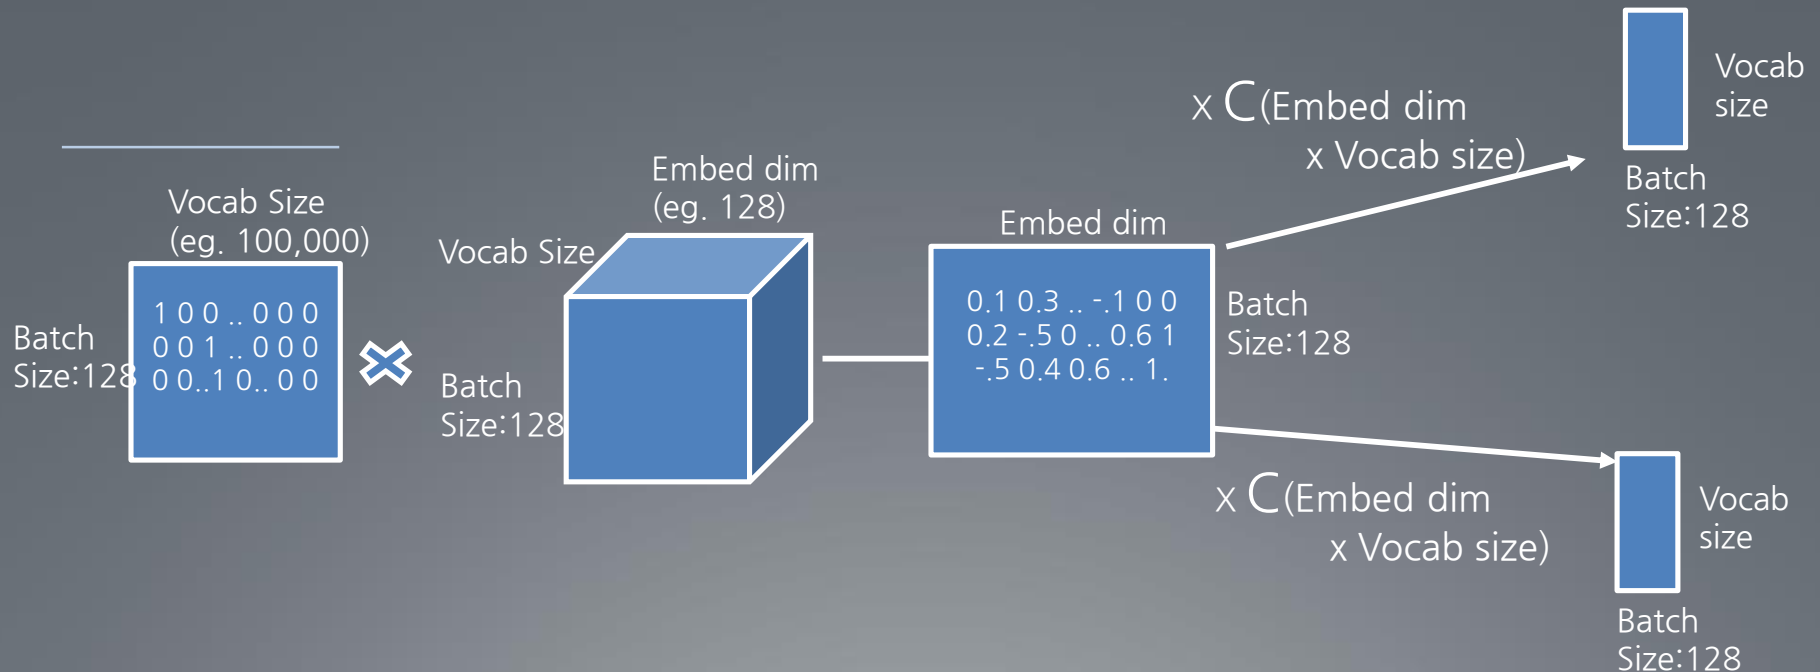 Vocab Size
(eg. 100,000)
Batch
Size:128
1 0 0 .. 0 0 0
0 0 1 .. 0 0 0
0 0..1 0.. 0 0
Embed dim
(eg. 128)
Vocab Size
Batch
Size:128
Embed dim
0.1 0.3 .. -.1 0 0
0.2 -.5 0 .. 0.6 1
-.5 0.4 0.6 .. 1.
Batch
Size:128
x C(Embed dim
x Vocab size)
Vocab
size
Batch
Size:128
x C(Embed dim
x Vocab size)
Vocab
size
Batch
Size:128